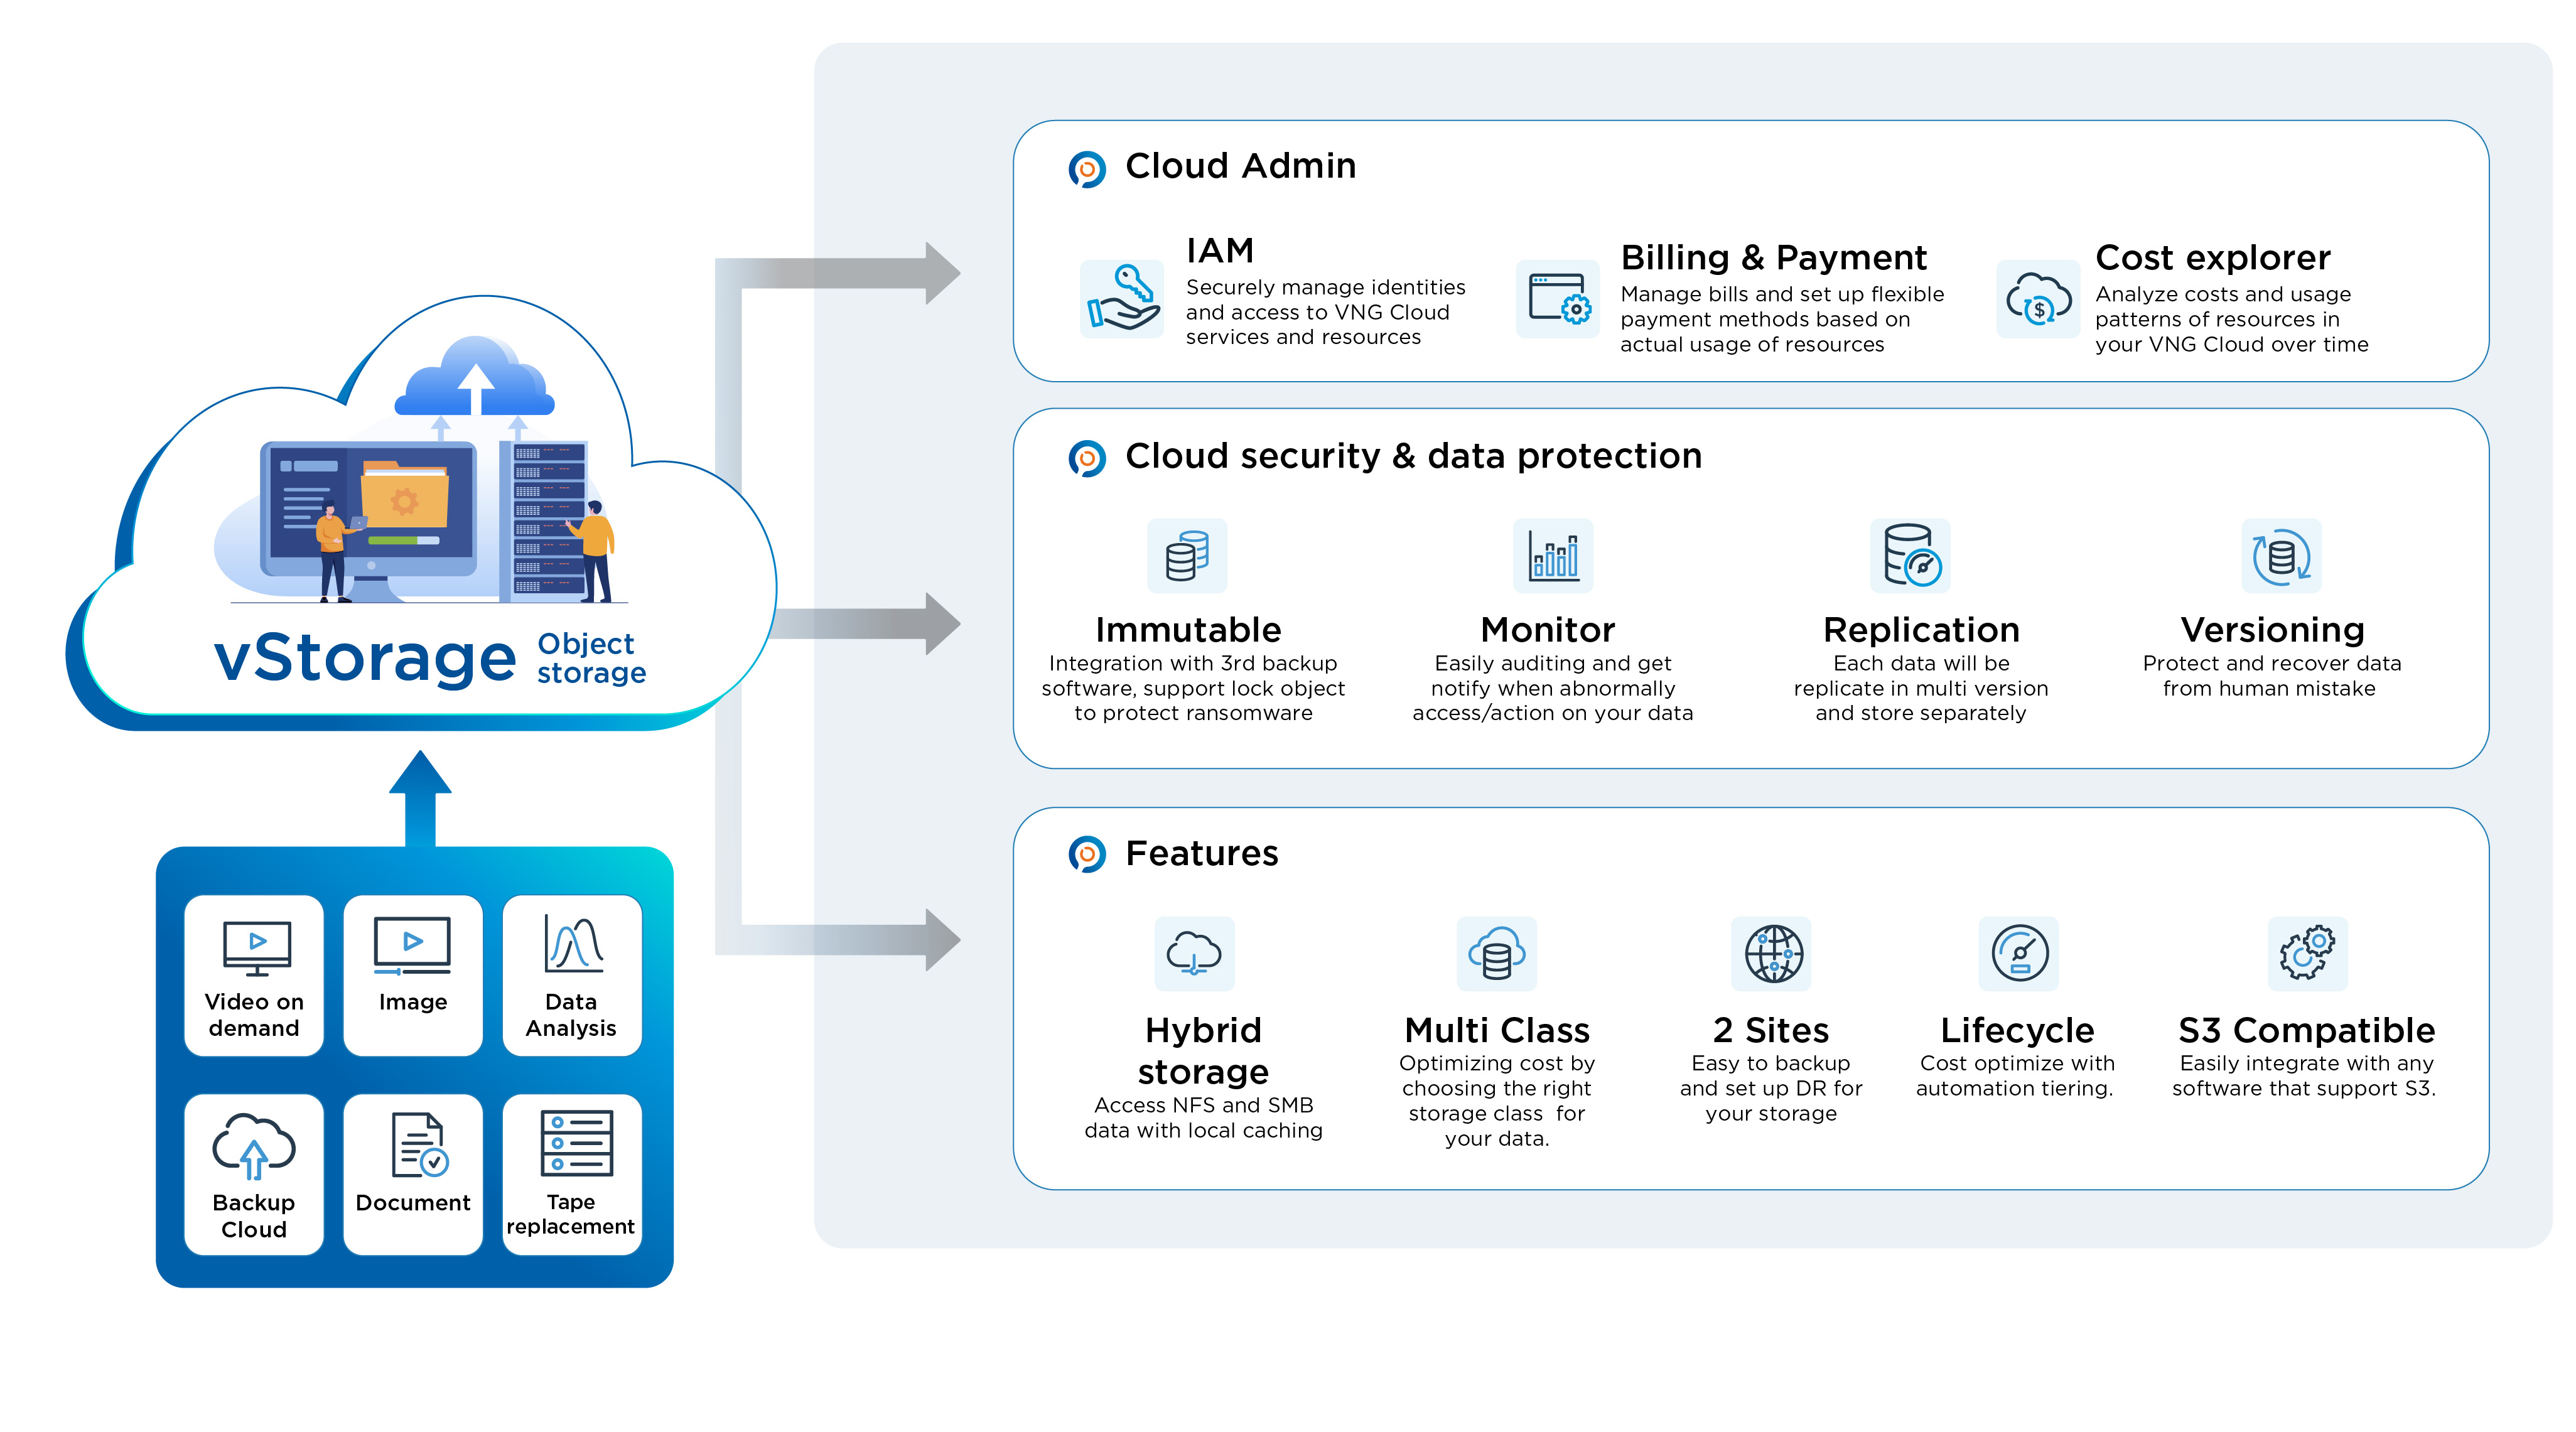 vStorage
Object
storage
Video on
demand
Image
Data
Analysis
Backup
Cloud
Document
Tape
replacement
Cloud Admin
IAM
Securely manage identities
and access to VNG Cloud
services and resources
Billing & Payment
Manage bills and set up flexible
payment methods based on
actual usage of resources
Cost explorer
Analyze costs and usage
patterns of resources in
your VNG Cloud over time
Cloud security & data protection
Immutable
Integration with 3rd backup
software, support lock object
to protect ransomware
Monitor
Easily auditing and get
notify when abnormally
access/action on your data
Replication
Each data will be
replicate in multi version
and store separately
Versioning
Protect and recover data
from human mistake
Features
Hybrid
storage
Access NFS and SMB
data with local caching
Multi Class
Optimizing cost by
choosing the right
storage class for
your data.
2 Sites
Easy to backup
and set up DR for
your storage
Lifecycle
Cost optimize with
automation tiering.
S3 Compatible
Easily integrate with any
software that support S3.